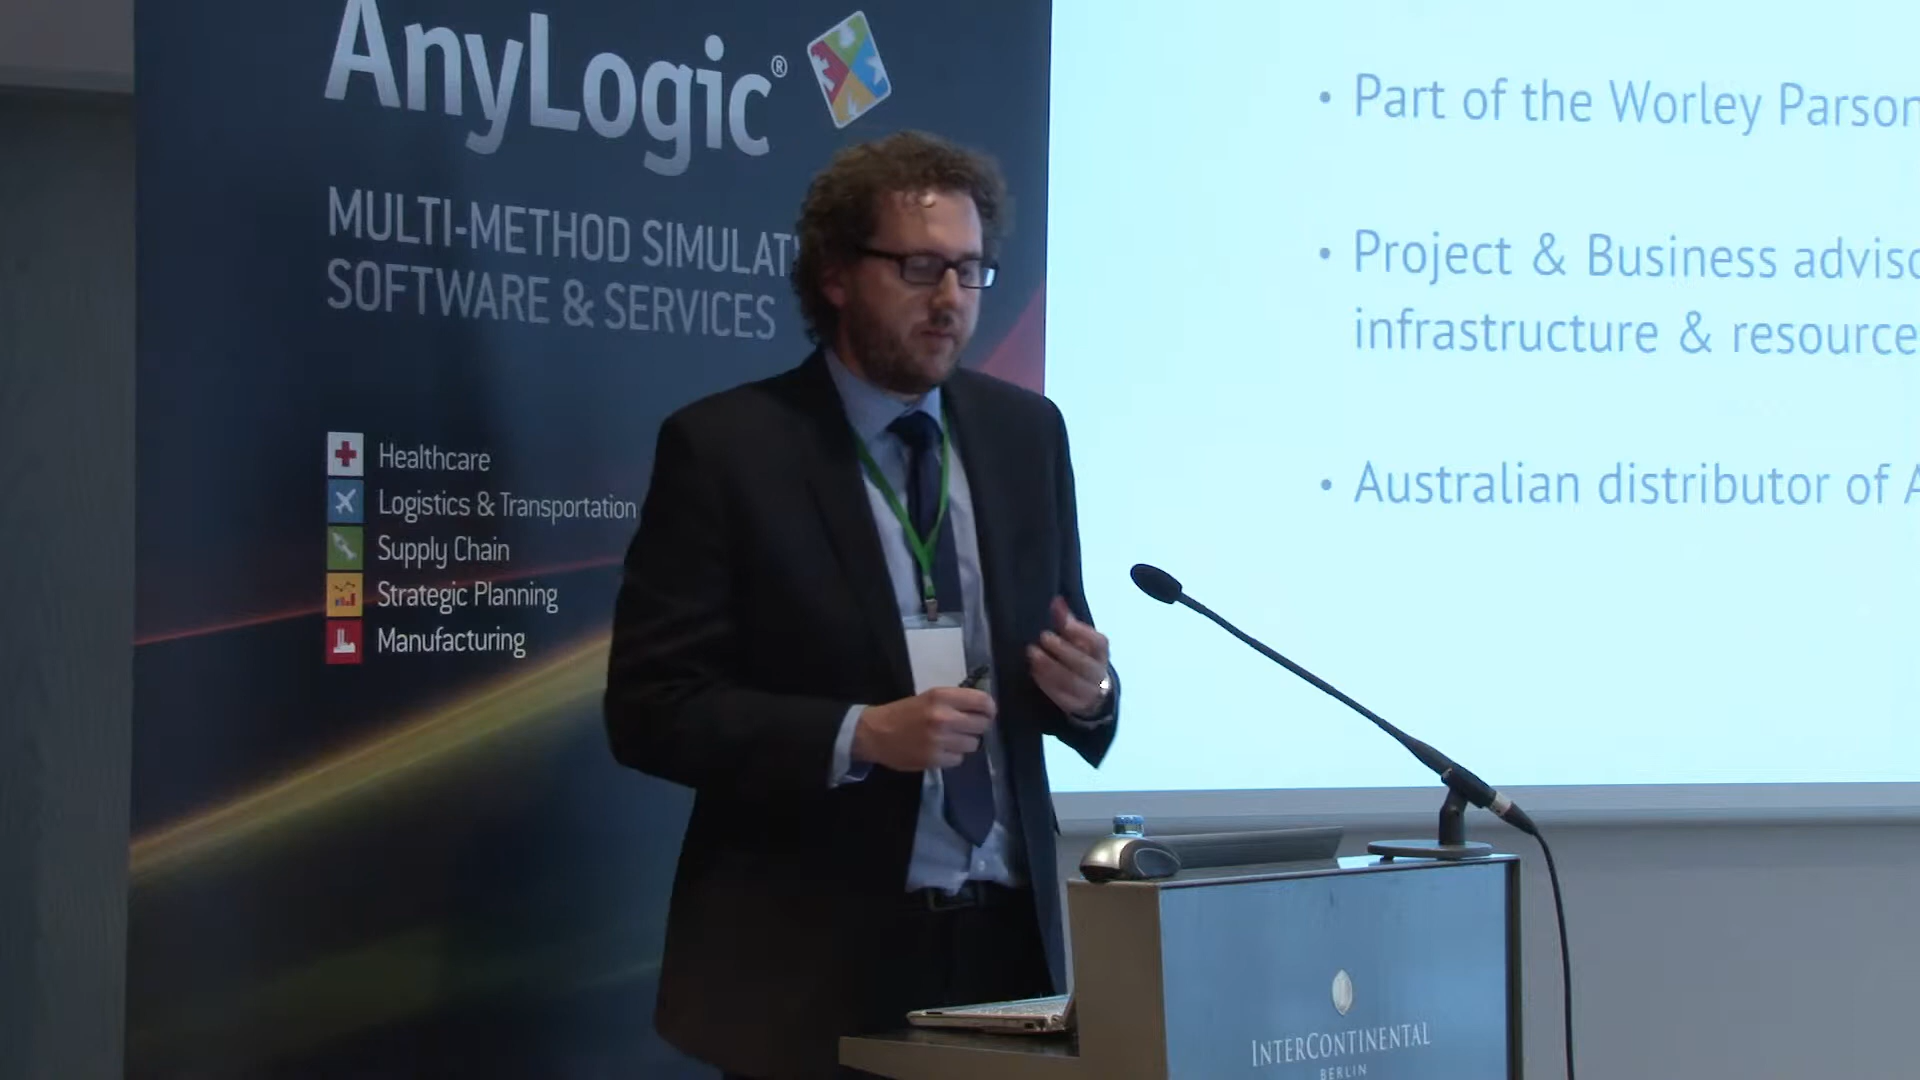 AnyLogic®
MULTI-METHOD SIMULATI
SOFTWARE & SERVICES
Healthcare
Logistics & Transportation
Supply Chain
Strategic Planning
Manufacturing
• Part of the Worley Parson
• Project & Business adviso
infrastructure & resource
• Australian distributor of A
INTERCONTINENTAL
BERLIN